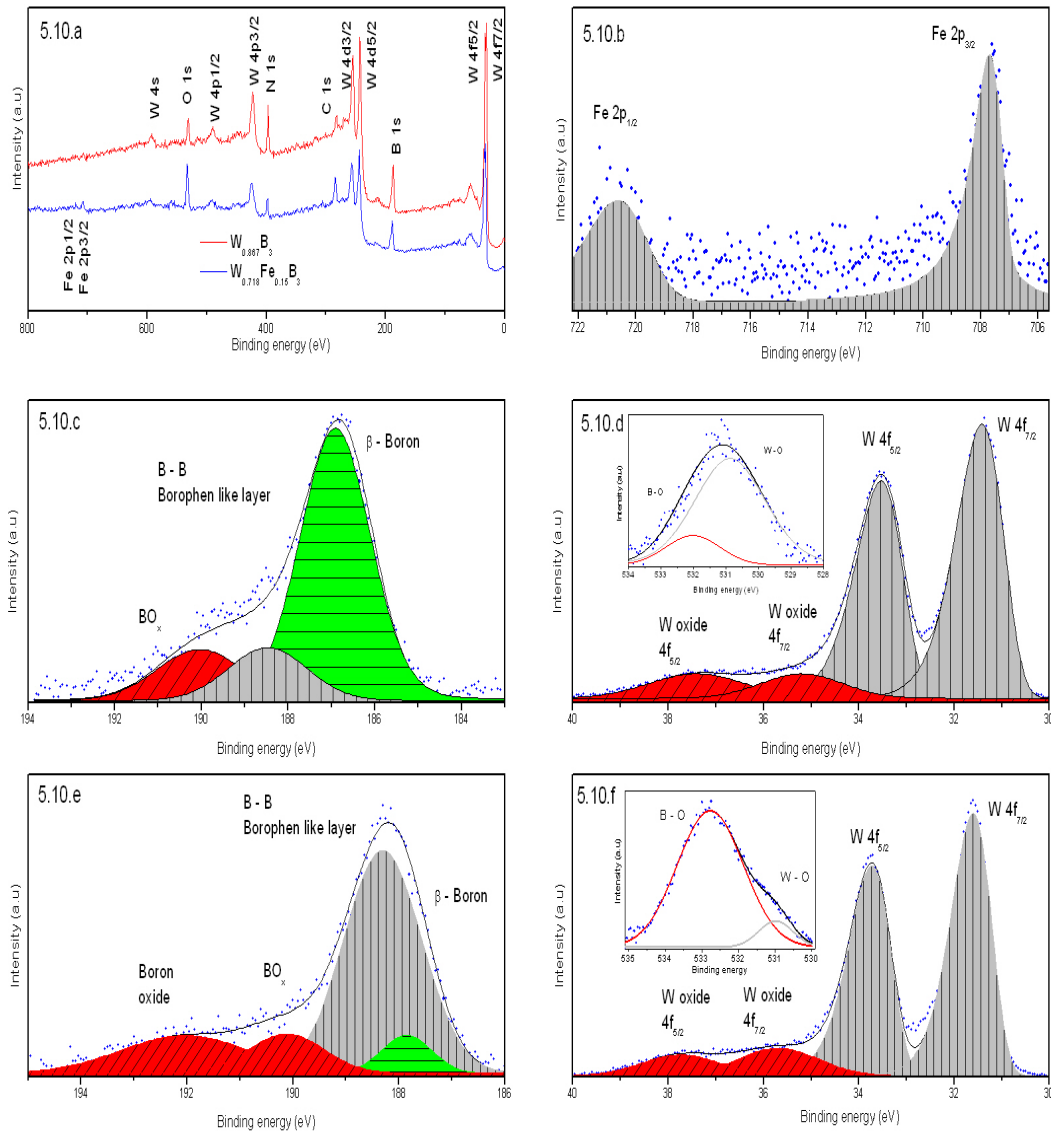 5.10.a
W 4s
O 1s
W 4p1/2
W 4p3/2
N 1s
C 1s
W 4d3/2
W 4d5/2
B 1s
W 4f5/2
W 4f7/2
Fe 2p1/2
Fe 2p3/2
W0.867B3
W0.718Fe0.15B3
Intensity (a.u)
800 600 400 200 0
Binding energy (eV)
5.10.b
Fe 2p1/2
Fe 2p3/2
Intensity (a.u)
722 720 718 716 714 712 710 708 706
Binding energy (eV)
5.10.c
β - Boron
B - B
Borophen like layer
BOx
Intensity (a.u)
194 192 190 188 186 184
Binding energy (eV)
5.10.d
W - O
B - O
Intensity (a.u)
534 533 532 531 530 529 528
Binding energy (eV)
W 4f5/2
W 4f7/2
W oxide
4f5/2
W oxide
4f7/2
Intensity (a.u)
40 38 36 34 32 30
Binding energy (eV)
5.10.e
B - B
Borophen like layer
β - Boron
Boron
oxide
BOx
Intensity (a.u)
194 192 190 188 186
Binding energy (eV)
5.10.f
B - O
W - O
Intensity (a.u)
535 534 533 532 531 530
Binding energy
W 4f5/2
W 4f7/2
W oxide
4f5/2
W oxide
4f7/2
Intensity (a.u)
40 38 36 34 32 30
Binding energy (eV)